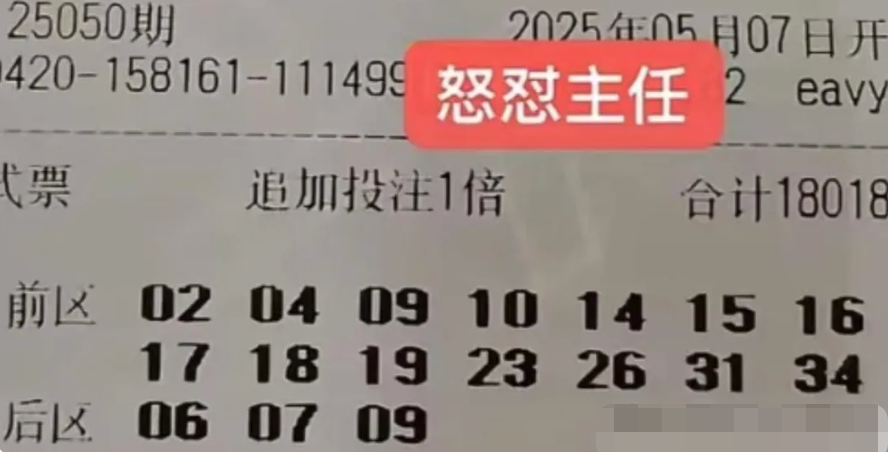 25050期 2025年05月07日开
0420-158161-111499 2 eavy
怒怼主任
式票 追加投注1倍 合计18018
前区 02 04 09 10 14 15 16
17 18 19 23 26 31 34
后区 06 07 09